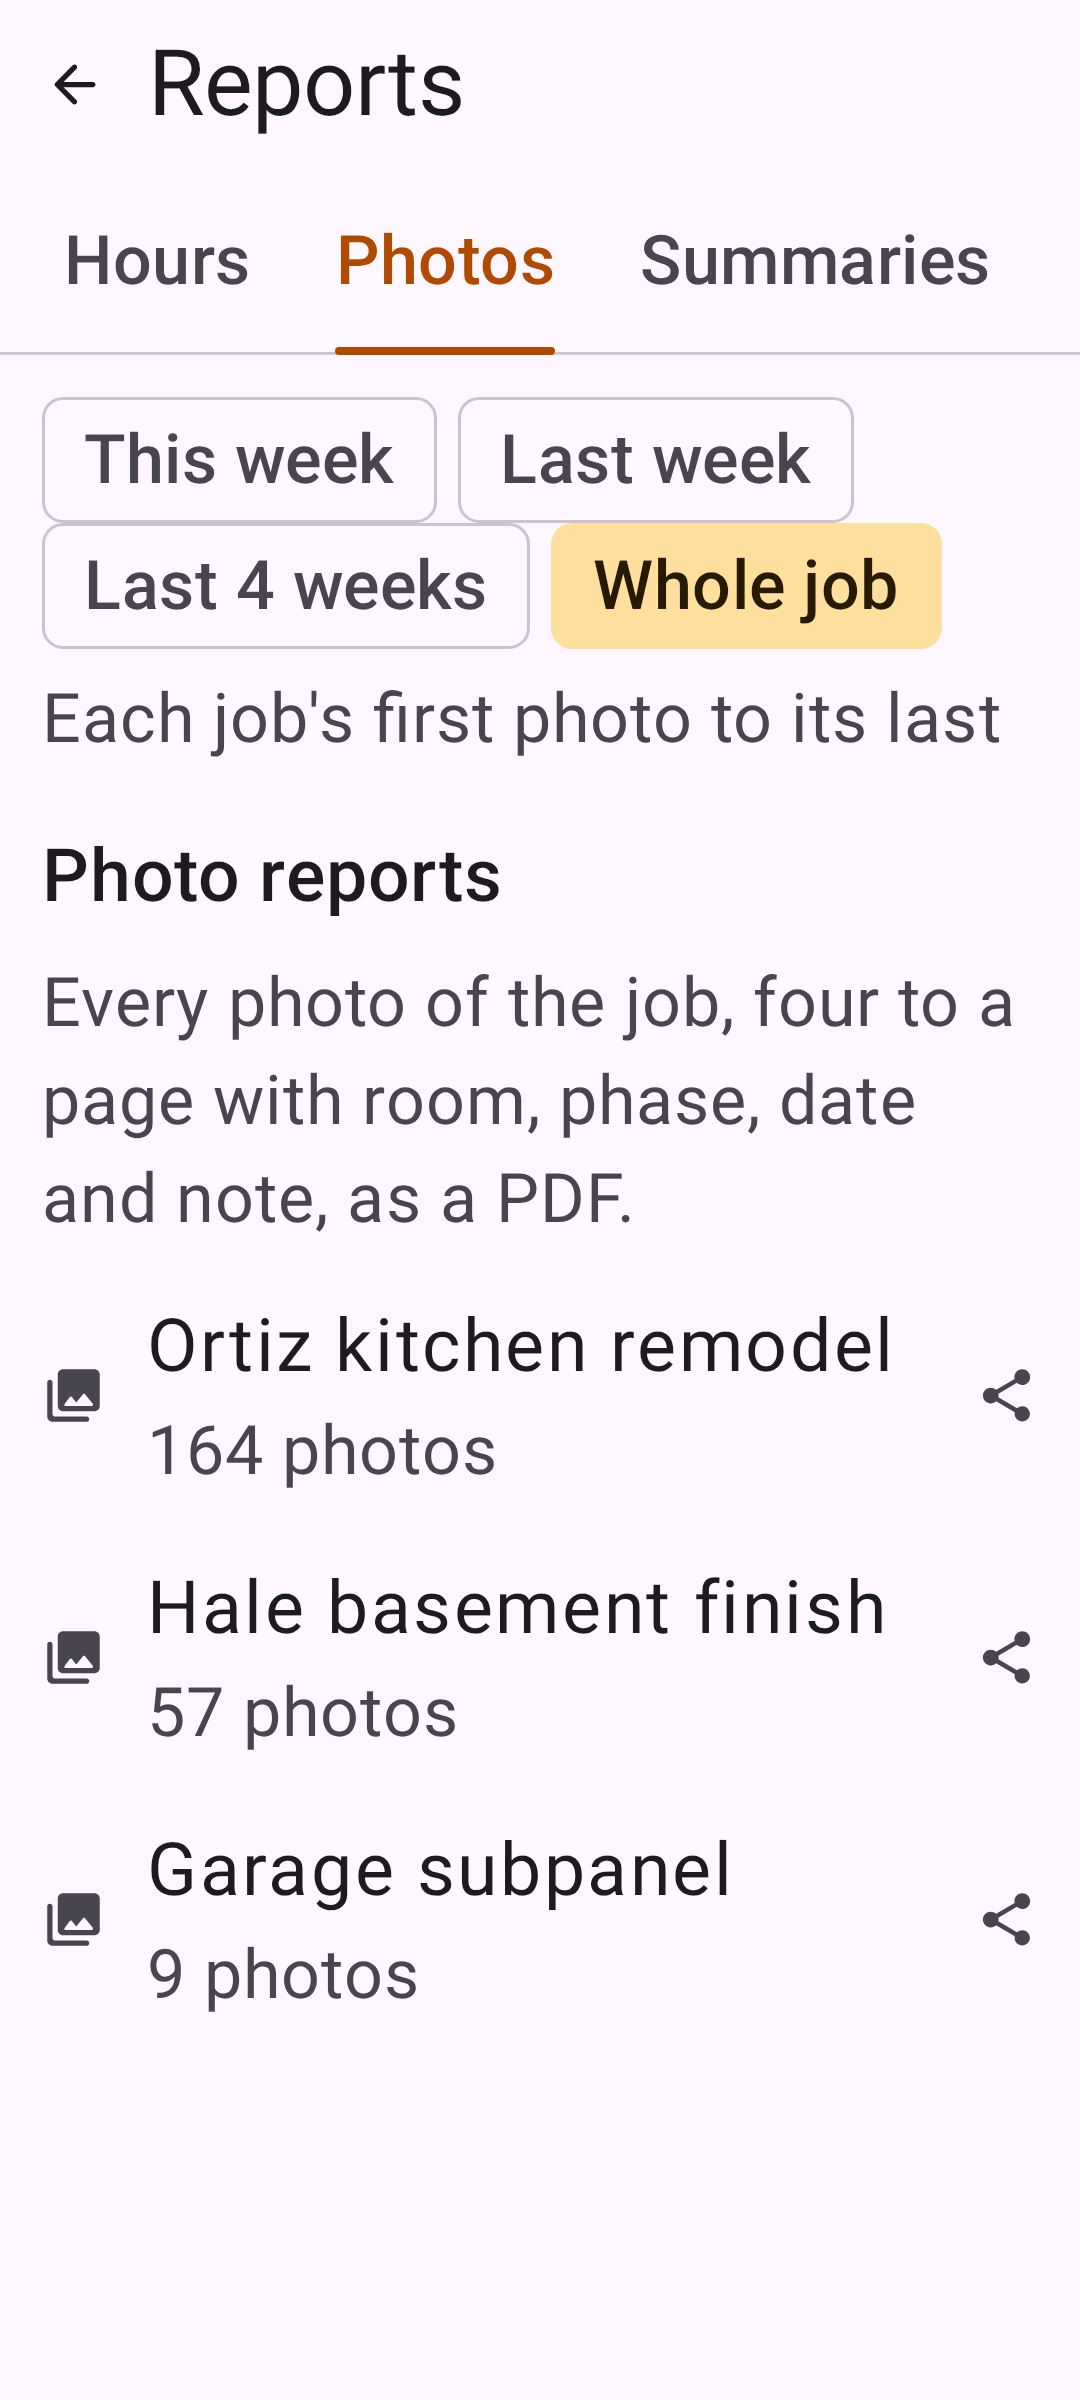 Reports
Hours Photos Summaries
This week Last week
Last 4 weeks Whole job
Each job's first photo to its last
Photo reports
Every photo of the job, four to a
page with room, phase, date
and note, as a PDF.
Ortiz kitchen remodel
164 photos
Hale basement finish
57 photos
Garage subpanel
9 photos